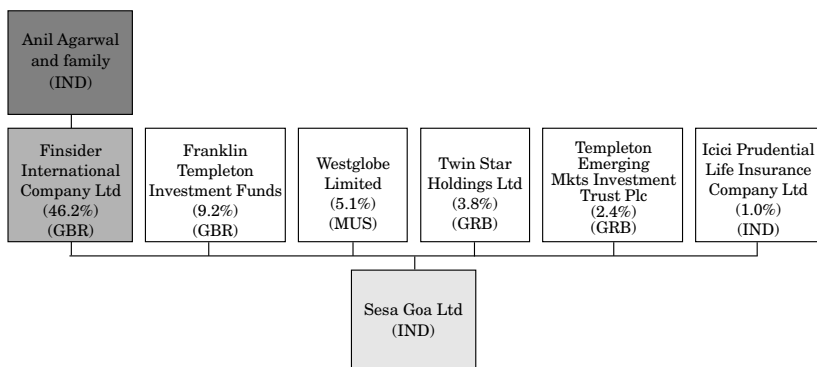 Anil Agarwal
and family
(IND)
Finsider
International
Company Ltd
(46.2%)
(GBR)
Franklin
Templeton
Investment Funds
(9.2%)
(GBR)
Westglobe
Limited
(5.1%)
(MUS)
Twin Star
Holdings Ltd
(3.8%)
(GRB)
Templeton
Emerging
Mkts Investment
Trust Plc
(2.4%)
(GRB)
Icici Prudential
Life Insurance
Company Ltd
(1.0%)
(IND)
Sesa Goa Ltd
(IND)